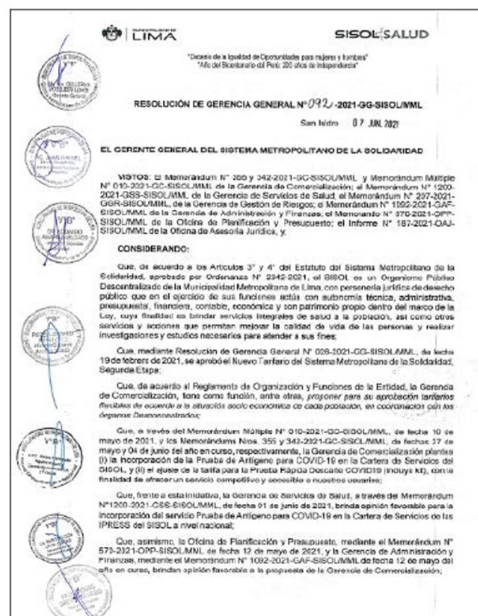 MUNICIPALIDAD DE
LIMA
SISOL SALUD
"Decenio de la Igualdad de Oportunidades para mujeres y hombres"
"Año del Bicentenario del Perú: 200 años de Independencia"
RESOLUCIÓN DE GERENCIA GENERAL N° 092 -2021-GG-SISOL/MML
San Isidro 07 JUN. 2021
EL GERENTE GENERAL DEL SISTEMA METROPOLITANO DE LA SOLIDARIDAD
VISTOS: El Memorándum N° 355 y 342-2021-GC-SISOL/MML y Memorándum Múltiple
N° 010-2021-GC-SISOL/MML de la Gerencia de Comercialización; el Memorándum N° 1200-
2021-GSS-SISOL/MML, de la Gerencia de Servicios de Salud; el Memorándum N° 297-2021-
GGR-SISOL/MML, de la Gerencia de Gestión de Riesgos; el Memorándum N° 1092-2021-GAF-
SISOL/MML de la Gerencia de Administración y Finanzas; el Memorando N° 570-2021-OPP-
SISOL/MML de la Oficina de Planificación y Presupuesto; el Informe N° 187-2021-OAJ-
SISOL/MML de la Oficina de Asesoría Jurídica, y;
CONSIDERANDO:
Que, de acuerdo a los Artículos 3° y 4° del Estatuto del Sistema Metropolitano de la
Solidaridad, aprobado por Ordenanza N° 2342-2021, el SISOL es un Organismo Público
Descentralizado de la Municipalidad Metropolitana de Lima, con personería jurídica de derecho
público que en el ejercicio de sus funciones actúa con autonomía técnica, administrativa,
presupuestal, financiera, contable, económica y con patrimonio propio dentro del marco de la
Ley, cuya finalidad es brindar servicios integrales de salud a la población, así como otros
servicios y acciones que permitan mejorar la calidad de vida de las personas y realizar
investigaciones y estudios necesarios para atender a sus fines;
Que, mediante Resolución de Gerencia General N° 026-2021-GG-SISOL/MML, de fecha
19 de febrero de 2021, se aprobó el Nuevo Tarifario del Sistema Metropolitano de la Solidaridad,
Segunda Etapa;
Que, de acuerdo al Reglamento de Organización y Funciones de la Entidad, la Gerencia
de Comercialización, tiene como función, entre otras, proponer para su aprobación tarifarios
flexibles de acuerdo a la situación socio económica de cada población, en coordinación con los
órganos Desconcentrados;
Que, a través del Memorándum Múltiple N° 010-2021-GC-SISOL/MML, de fecha 10 de
mayo de 2021, y los Memorándums Nros. 355 y 342-2021-GC-SISOL/MML, de fechas 27 de
mayo y 04 de junio del año en curso, respectivamente, la Gerencia de Comercialización plantea
(i) la incorporación de la Prueba de Antígeno para COVID-19 en la Cartera de Servicios del
SISOL, y (ii) el ajuste de la tarifa para la Prueba Rápida Descarte COVID19 (incluye kit), con la
finalidad de ofrecer un servicio competitivo y accesible a nuestros usuarios;
Que, frente a esta iniciativa, la Gerencia de Servicios de Salud, a través del Memorándum
N°1200-2021-GSS-SISOL/MML, de fecha 01 de junio de 2021, brinda opinión favorable para la
incorporación del servicio Prueba de Antígeno para COVID-19 en la Cartera de Servicios de las
IPRESS del SISOL a nivel nacional;
Que, asimismo, la Oficina de Planificación y Presupuesto, mediante el Memorándum N°
570-2021-OPP-SISOL/MML de fecha 12 de mayo de 2021, y la Gerencia de Administración y
Finanzas, mediante el Memorándum N° 1092-2021-GAF-SISOL/MML de fecha 12 de mayo del
año en curso, brindan opinión favorable a la propuesta de la Gerencia de Comercialización;